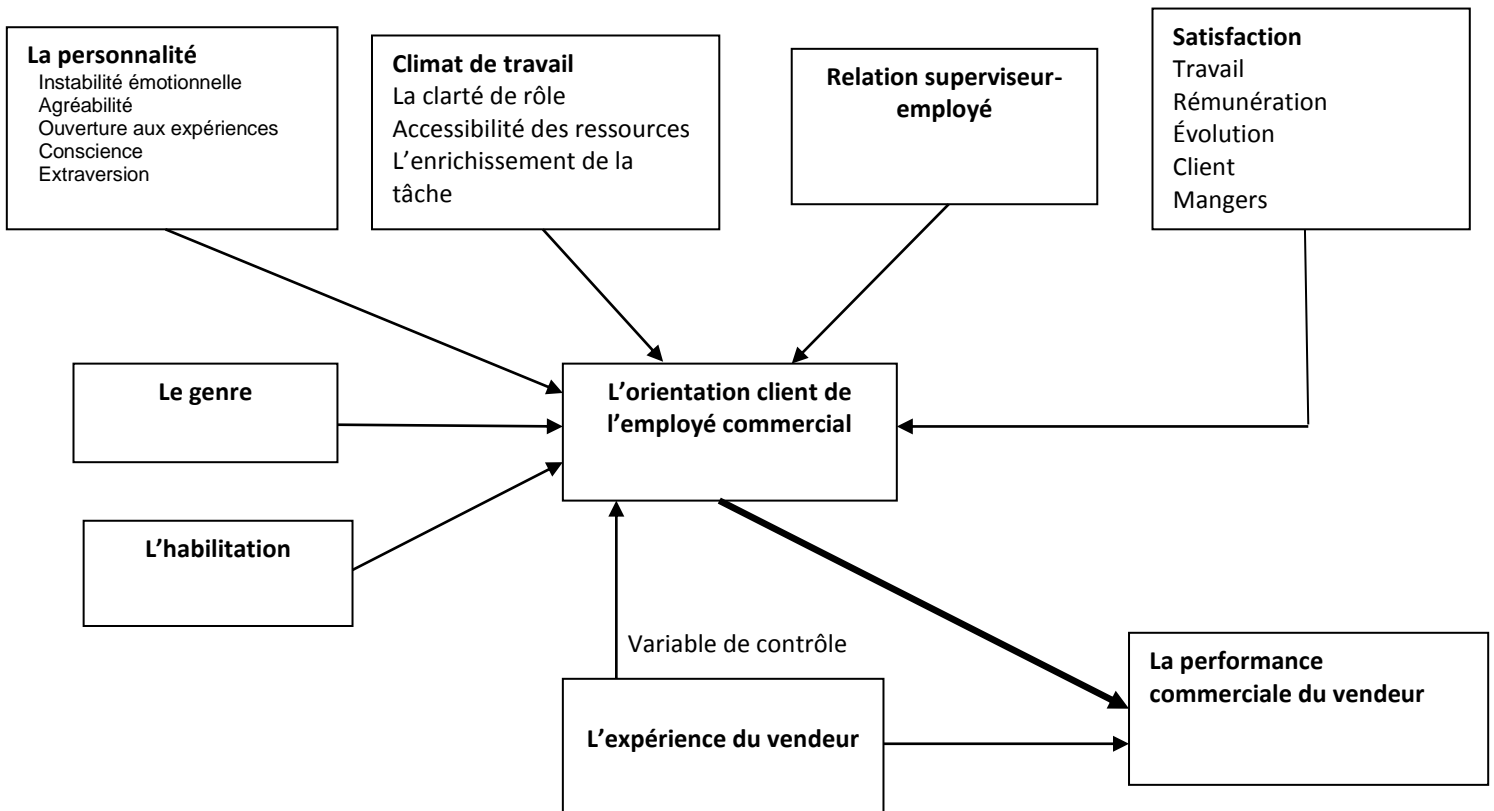 La personnalité
Instabilité émotionnelle
Agréabilité
Ouverture aux expériences
Conscience
Extraversion
Climat de travail
La clarté de rôle
Accessibilité des ressources
L’enrichissement de la
tâche
Relation superviseur-
employé
Satisfaction
Travail
Rémunération
Évolution
Client
Mangers
Le genre
L’orientation client de
l’employé commercial
L’habilitation
Variable de contrôle
L’expérience du vendeur
La performance
commerciale du vendeur